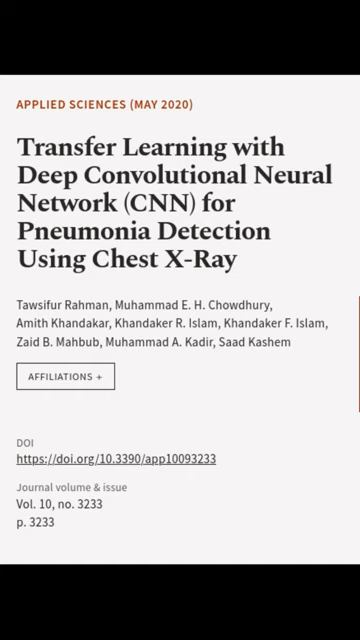 APPLIED SCIENCES (MAY 2020)
Transfer Learning with
Deep Convolutional Neural
Network (CNN) for
Pneumonia Detection
Using Chest X-Ray
Tawsifur Rahman, Muhammad E. H. Chowdhury,
Amith Khandakar, Khandaker R. Islam, Khandaker F. Islam,
Zaid B. Mahbub, Muhammad A. Kadir, Saad Kashem
AFFILIATIONS +
DOI
https://doi.org/10.3390/app10093233
Journal volume & issue
Vol. 10, no. 3233
p. 3233